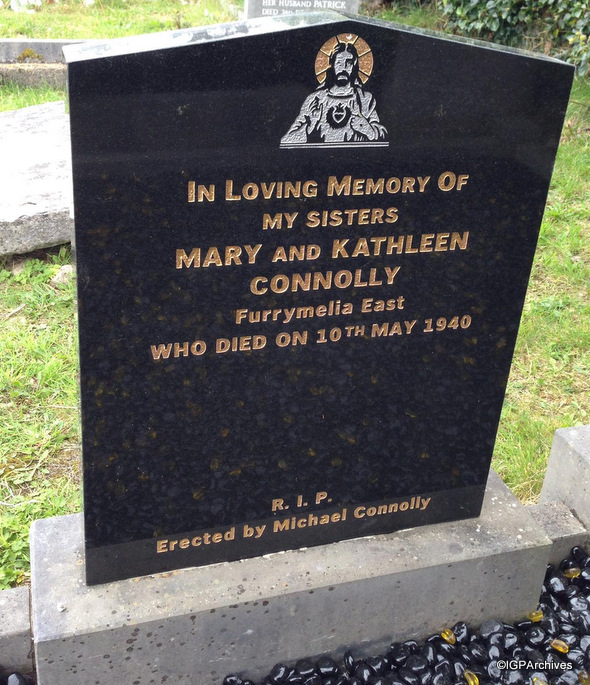 HER HUSBAND PATRICK
In Loving Memory Of
MY SISTERS
MARY AND KATHLEEN
CONNOLLY
Furrymelia East
WHO DIED ON 10TH MAY 1940
R. I. P.
Erected by Michael Connolly
©IGPArchives